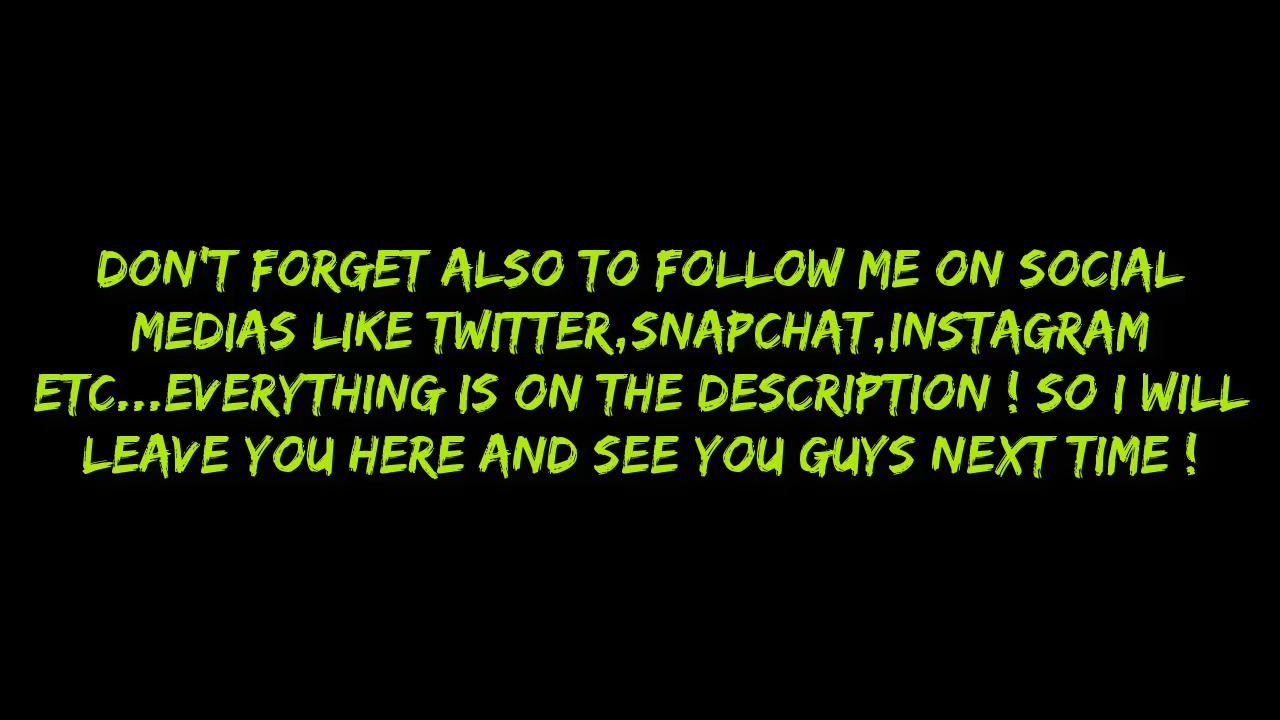 DON'T FORGET ALSO TO FOLLOW ME ON SOCIAL
MEDIAS LIKE TWITTER,SNAPCHAT,INSTAGRAM
ETC...EVERYTHING IS ON THE DESCRIPTION ! SO I WILL
LEAVE YOU HERE AND SEE YOU GUYS NEXT TIME !